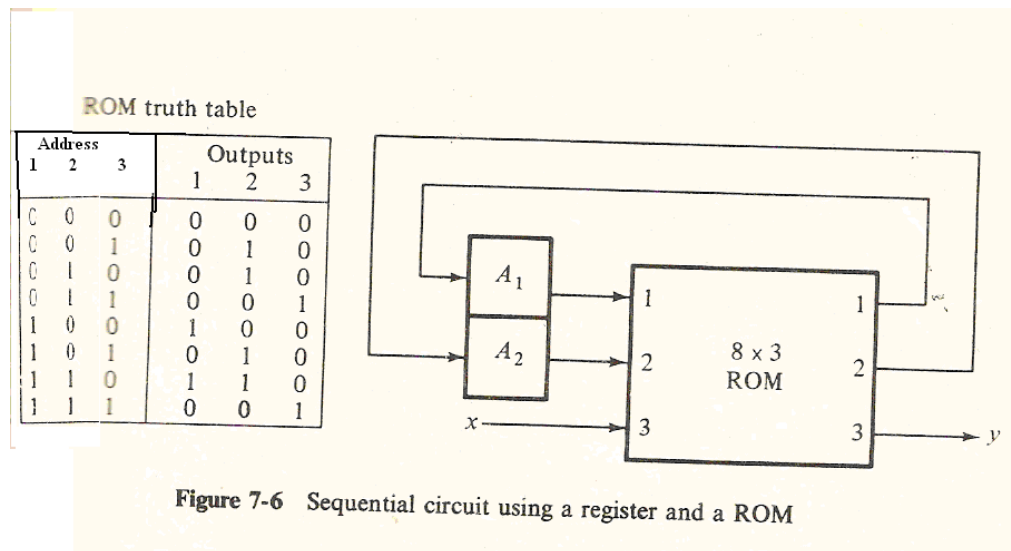 ROM truth table
Address
Outputs
1 2 3
1 2 3
C 0 0 0 0 0
C 0 1 0 1 0
0 1 0 0 1 0
0 1 1 0 0 1
1 0 0 1 0 0
1 0 1 0 1 0
1 1 0 1 1 0
1 1 1 0 0 1
A1
A2
x
1
2
3
8 x 3
ROM
1
2
3
y
Figure 7-6 Sequential circuit using a register and a ROM